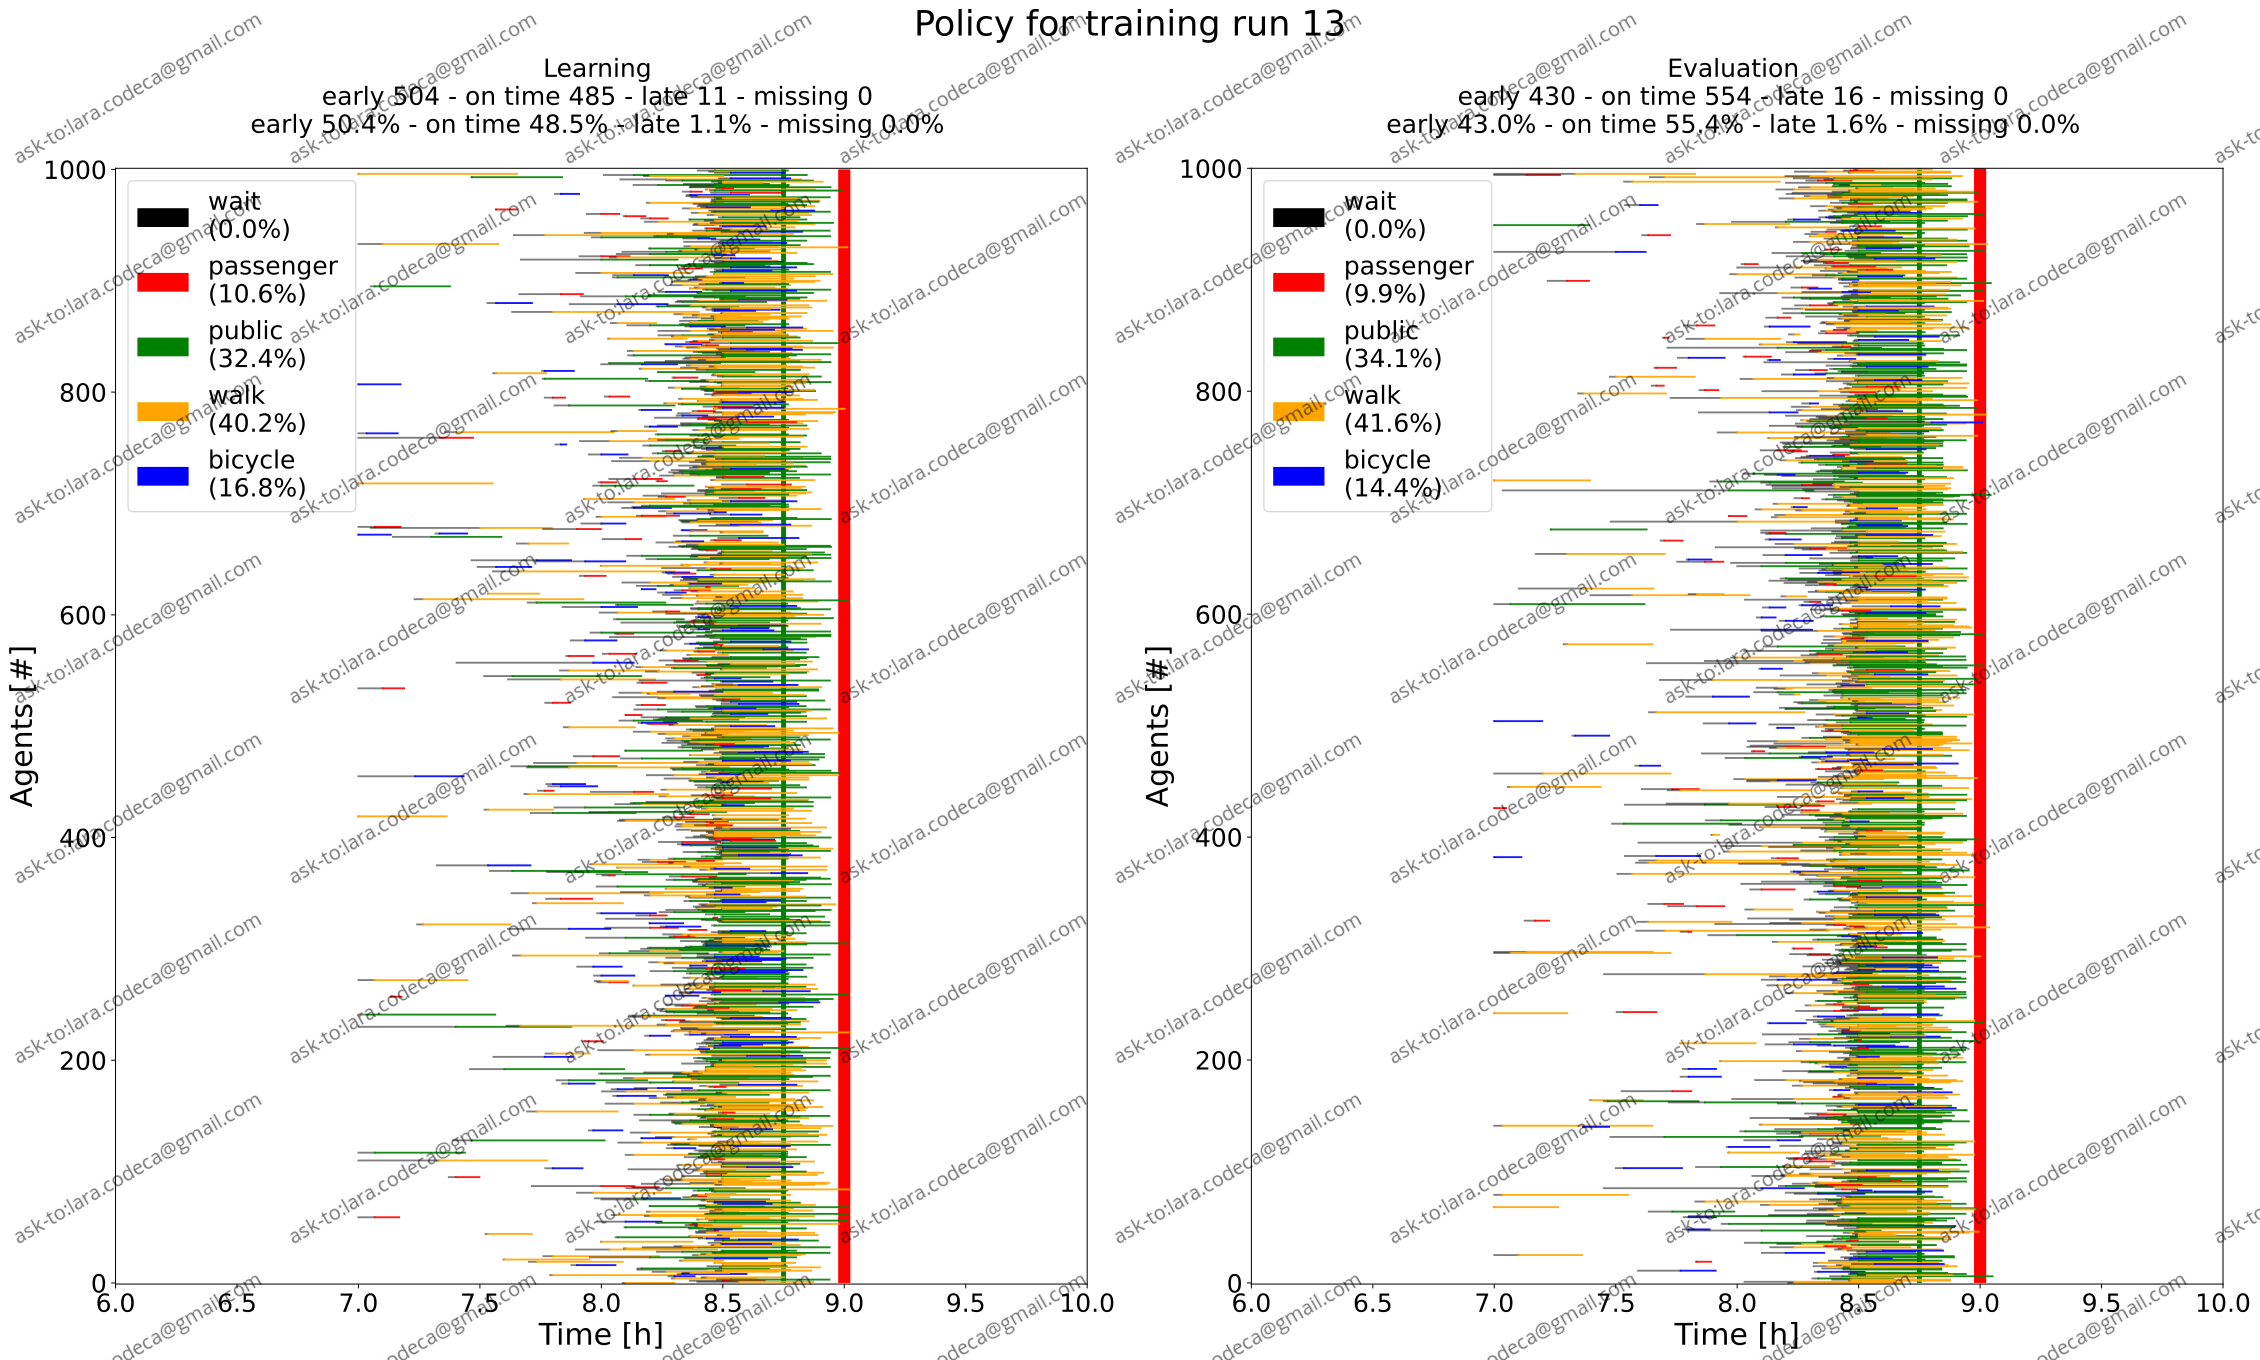 Policy for training run 13
Learning
early 504 - on time 485 - late 11 - missing 0
early 50.4% - on time 48.5% - late 1.1% - missing 0.0%
Evaluation
early 430 - on time 554 - late 16 - missing 0
early 43.0% - on time 55.4% - late 1.6% - missing 0.0%
1000
800
600
400
200
0
Agents [#]
wait
(0.0%)
passenger
(10.6%)
public
(32.4%)
walk
(40.2%)
bicycle
(16.8%)
6.0 6.5 7.0 7.5 8.0 8.5 9.0 9.5 10.0
Time [h]
1000
800
600
400
200
0
Agents [#]
wait
(0.0%)
passenger
(9.9%)
public
(34.1%)
walk
(41.6%)
bicycle
(14.4%)
6.0 6.5 7.0 7.5 8.0 8.5 9.0 9.5 10.0
Time [h]
ask-to:lara.codeca@gmail.com